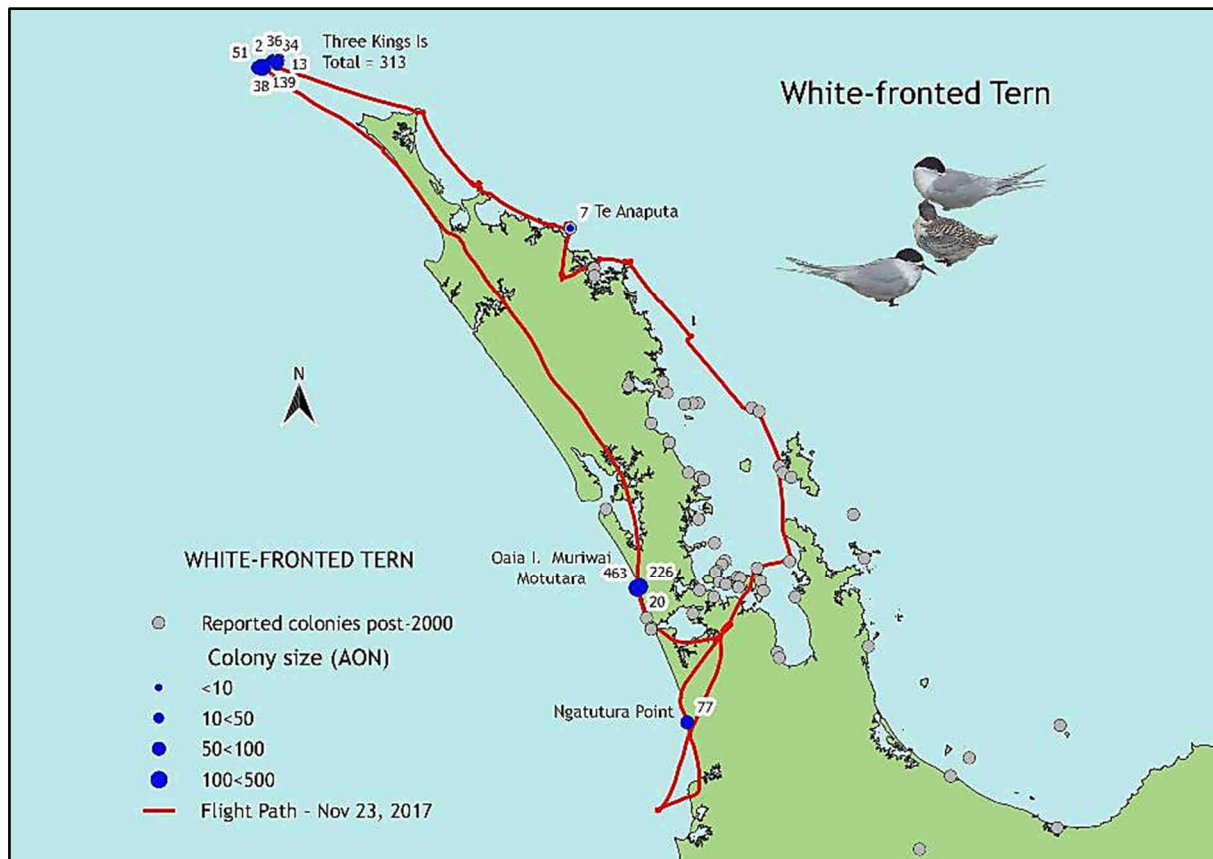 51
2
36
34
13
38
139
Three Kings Is
Total = 313
White-fronted Tern
7 Te Anaputa
1
N
WHITE-FRONTED TERN
Reported colonies post-2000
Colony size (AON)
<10
10<50
50<100
100<500
Flight Path - Nov 23, 2017
Oaia I. Muriwai
Motutara
463
226
20
Ngatutura Point
77